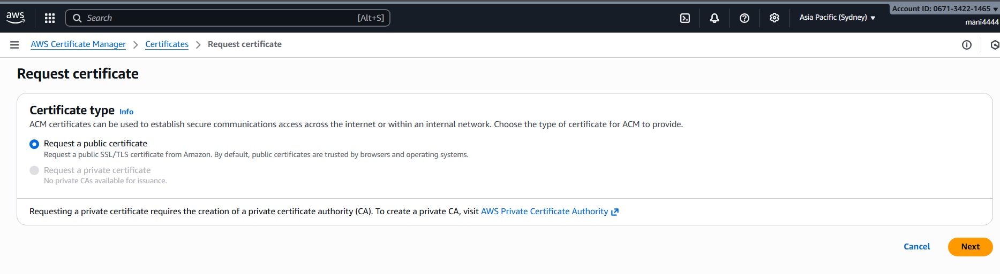 aws
Search [Alt+S]
Asia Pacific (Sydney)
Account ID: 0671-3422-1465
mani4444
AWS Certificate Manager > Certificates > Request certificate
Request certificate
Certificate type Info
ACM certificates can be used to establish secure communications access across the internet or within an internal network. Choose the type of certificate for ACM to provide.
Request a public certificate
Request a public SSL/TLS certificate from Amazon. By default, public certificates are trusted by browsers and operating systems.
Request a private certificate
No private CAs available for issuance.
Requesting a private certificate requires the creation of a private certificate authority (CA). To create a private CA, visit AWS Private Certificate Authority
Cancel Next